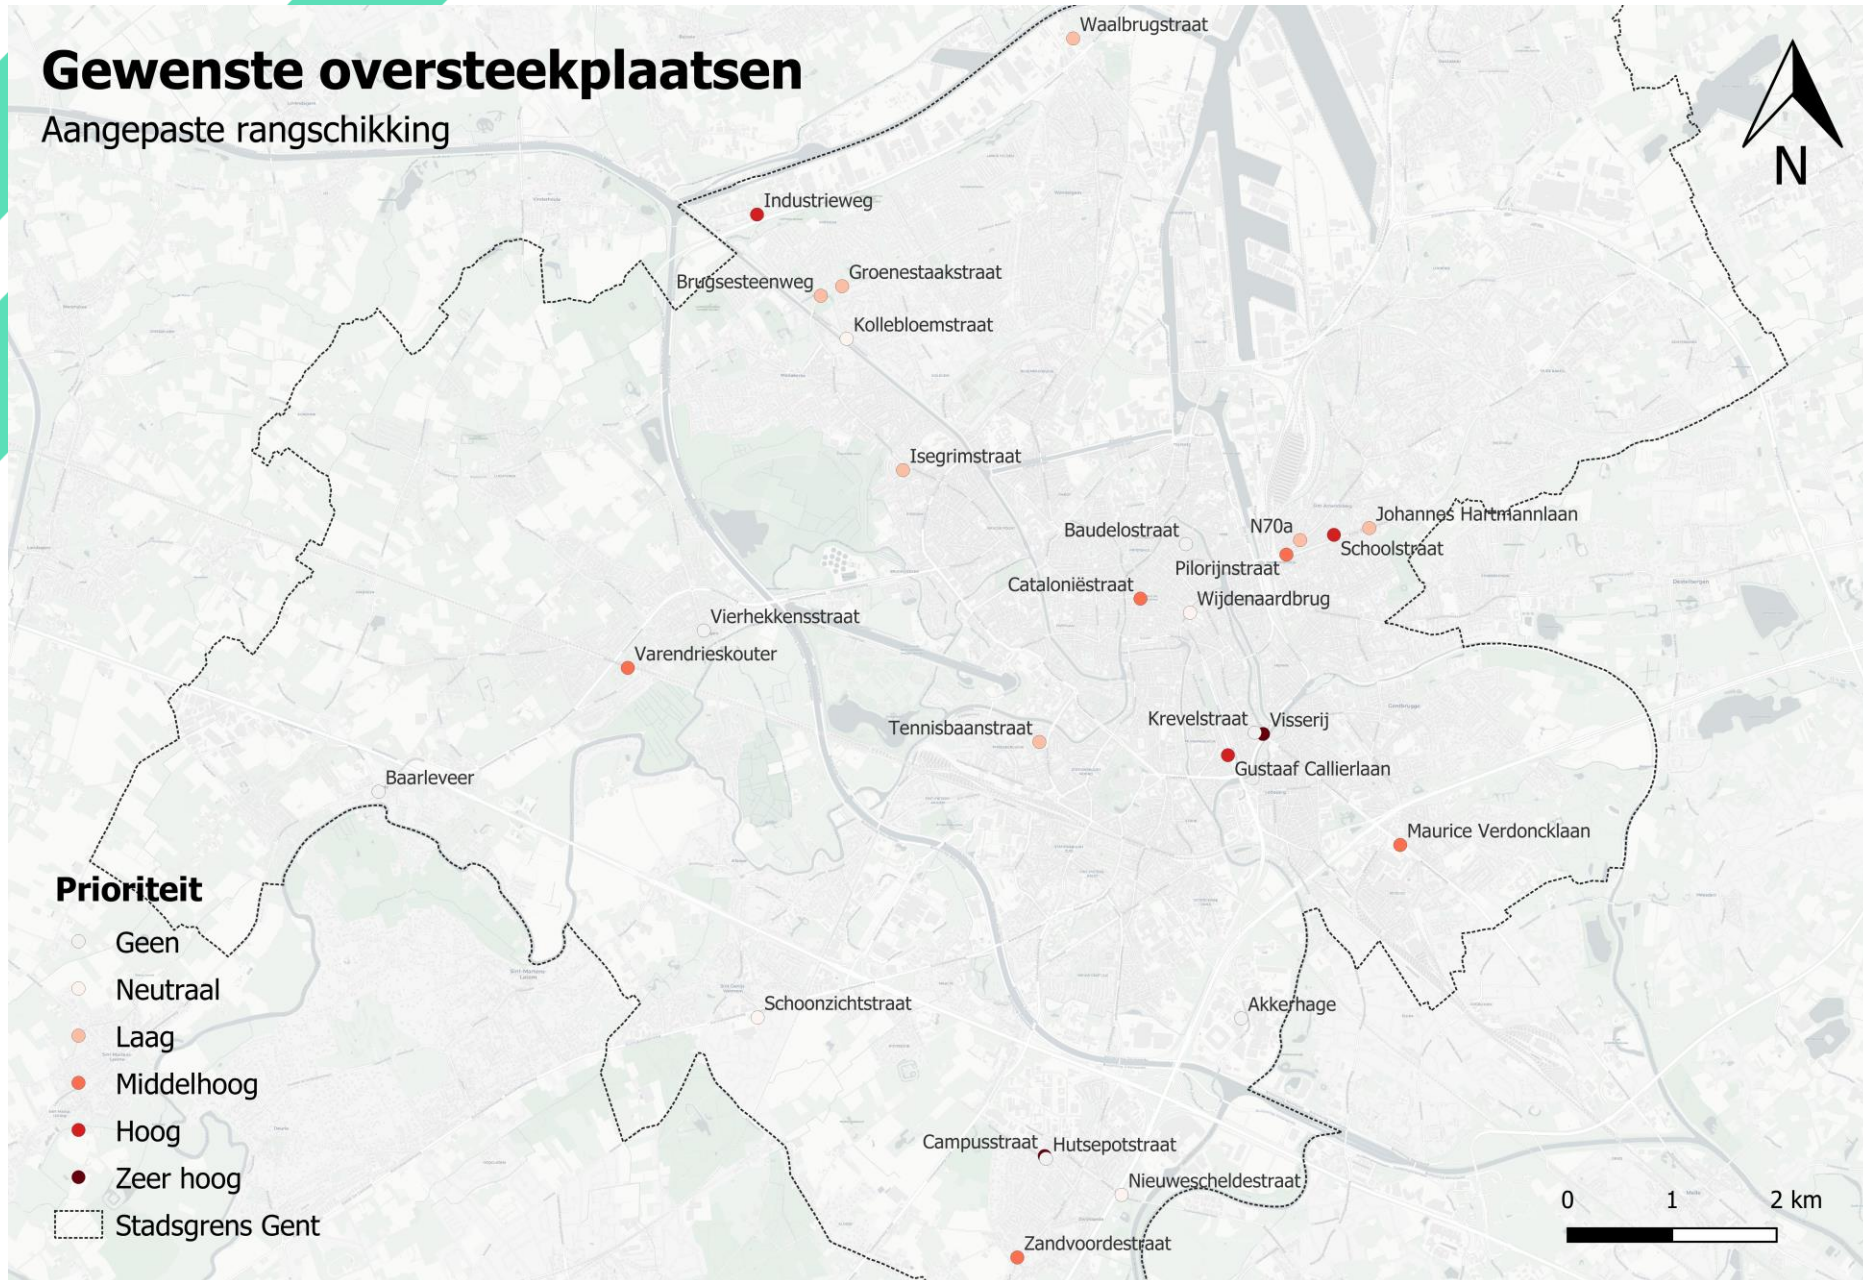 Gewenste oversteekplaatsen
Aangepaste rangschikking
Waalbrugstraat
N
Industrieweg
Groenestaakstraat
Brugsesteenweg
Kollebloemstraat
Isegrimstraat
Johannes Hartmannlaan
N70a
Baudelostraat
Schoolstraat
Pilorijnstraat
Cataloniëstraat
Wijdenaardbrug
Vierhekkensstraat
Varendrieskouter
Krevelstraat
Visserij
Tennisbaanstraat
Gustaaf Callierlaan
Baarleveer
Maurice Verdoncklaan
Schoonzichtstraat
Akkerhage
Campusstraat
Hutsepotstraat
Nieuwescheldestraat
Zandvoordestraat
Prioriteit
Geen
Neutraal
Laag
Middelhoog
Hoog
Zeer hoog
Stadsgrens Gent
0 1 2 km